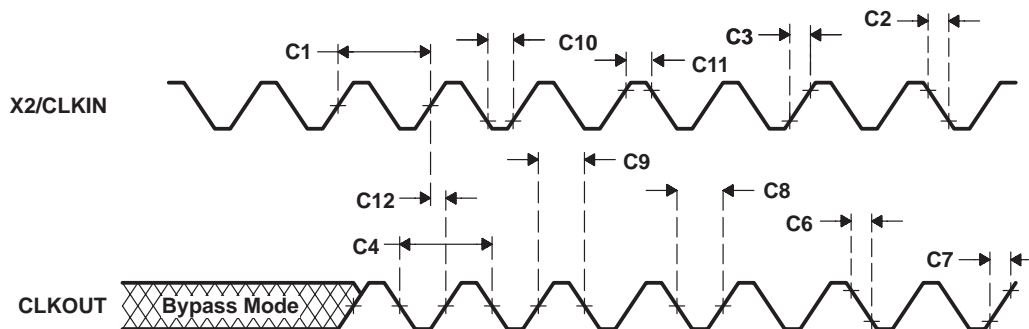 C1
C10
C11
C3
C2
X2/CLKIN
C9
C8
C12
C4
C6
C7
CLKOUT
Bypass Mode